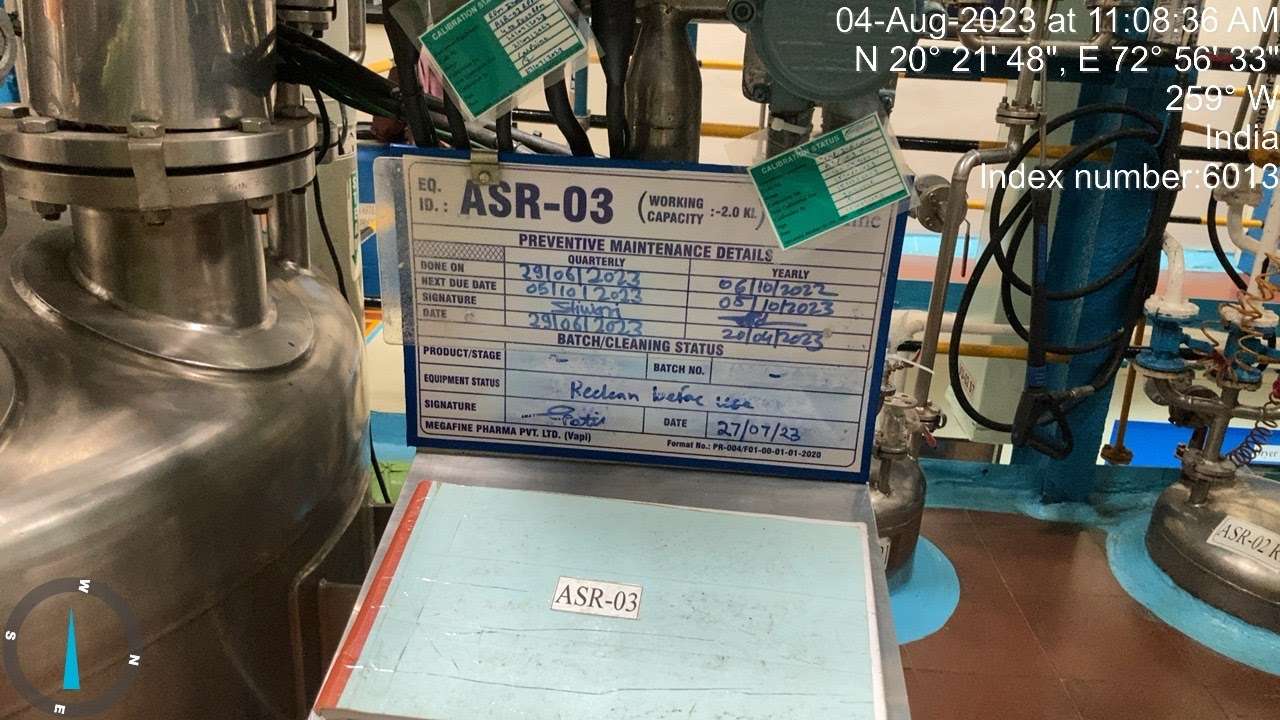 04-Aug-2023 at 11:08:36 AM
N 20° 21' 48", E 72° 56' 33"
259° W
India
Index number:6013
CALIBRATION STATUS
CALIBRATION STATUS
EQ. ID. : ASR-03 (WORKING CAPACITY :-2.0 KL)
PREVENTIVE MAINTENANCE DETAILS
QUARTERLY YEARLY
DONE ON 29/06/2023 06/10/2022
NEXT DUE DATE 05/10/2023 05/10/2023
SIGNATURE
DATE 29/06/2023 20/04/2023
BATCH/CLEANING STATUS
PRODUCT/STAGE - BATCH NO. -
EQUIPMENT STATUS Reclean before use
SIGNATURE DATE 27/07/23
MEGAFINE PHARMA PVT. LTD. (Vapi) Format No.: PR-004/F01-00-01-01-2020
ASR-03
ASR-02
W
S
N
E